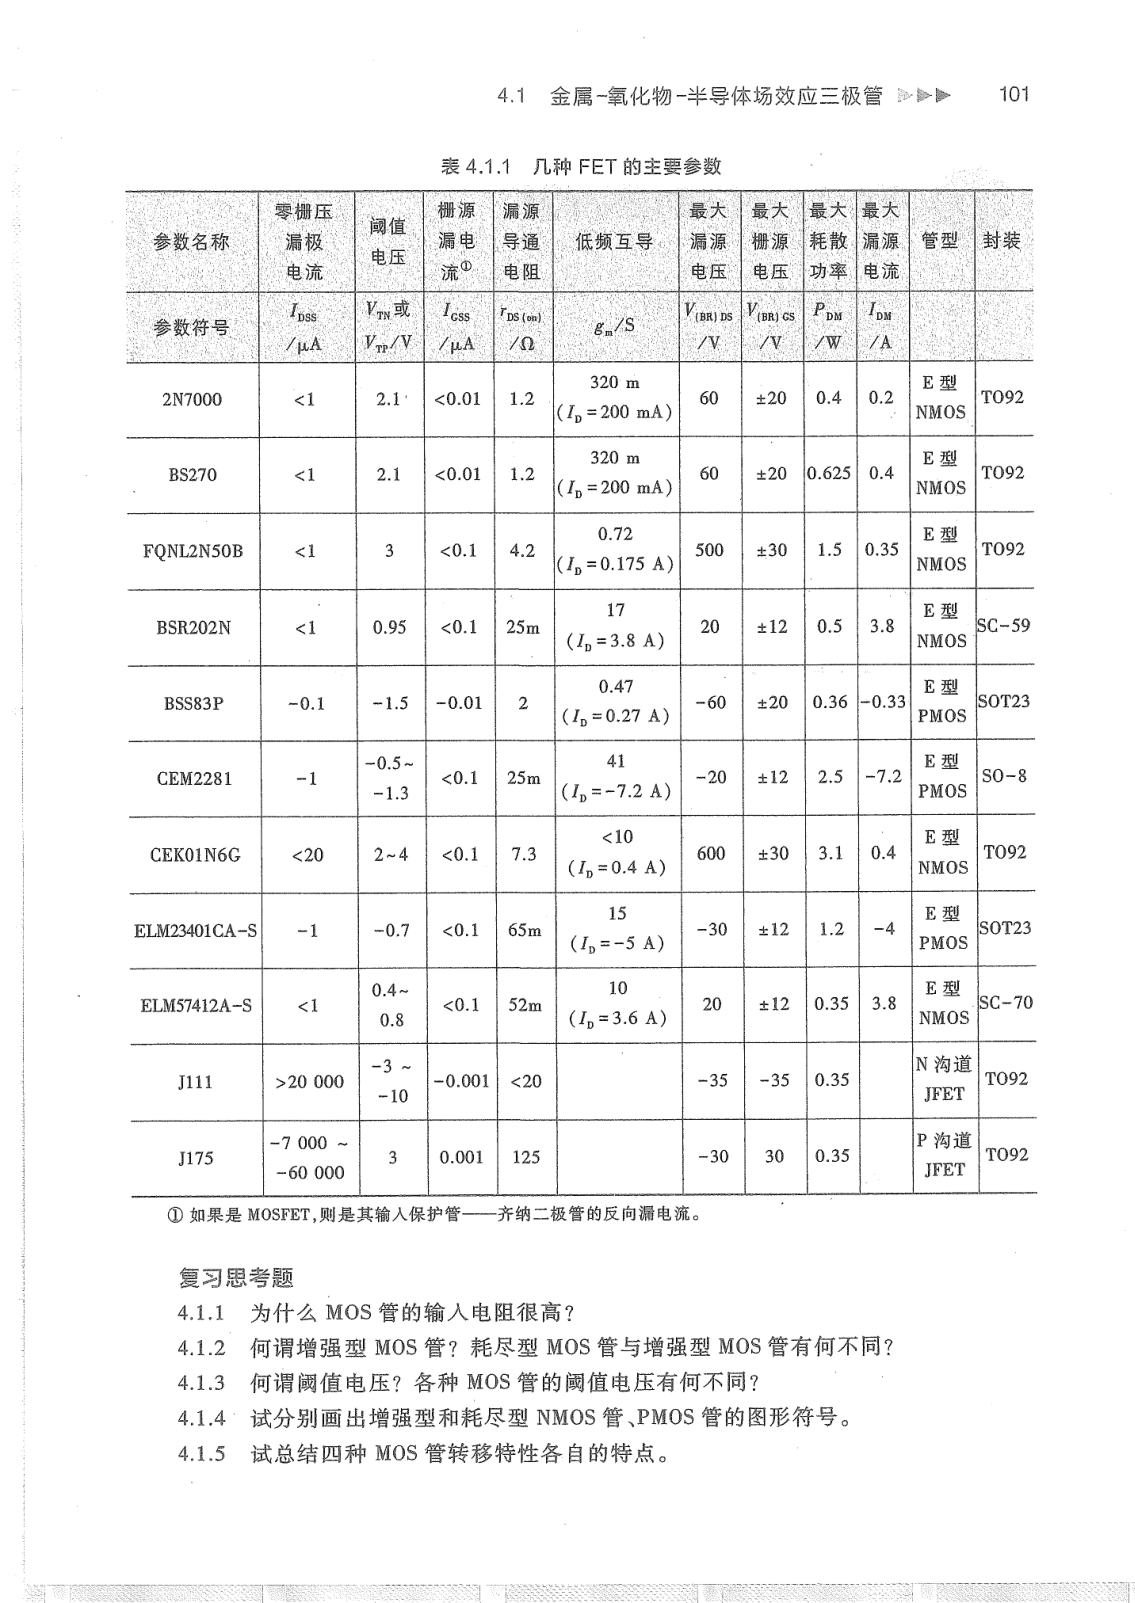 4.1 金属-氧化物-半导体场效应三极管 101
表 4.1.1 几种 FET 的主要参数
参数名称 零栅压漏极电流 阈值电压 栅源漏电流① 漏源导通电阻 低频互导 最大漏源电压 最大栅源电压 最大耗散功率 最大漏源电流 管型 封装
参数符号 I_DSS/μA V_TN或V_TP/V I_GSS/μA r_DS(on)/Ω g_m/S V_(BR)DS/V V_(BR)GS/V P_DM/W I_DM/A
2N7000 <1 2.1 <0.01 1.2 320 m (I_D=200 mA) 60 ±20 0.4 0.2 E 型 NMOS TO92
BS270 <1 2.1 <0.01 1.2 320 m (I_D=200 mA) 60 ±20 0.625 0.4 E 型 NMOS TO92
FQNL2N50B <1 3 <0.1 4.2 0.72 (I_D=0.175 A) 500 ±30 1.5 0.35 E 型 NMOS TO92
BSR202N <1 0.95 <0.1 25m 17 (I_D=3.8 A) 20 ±12 0.5 3.8 E 型 NMOS SC-59
BSS83P -0.1 -1.5 -0.01 2 0.47 (I_D=0.27 A) -60 ±20 0.36 -0.33 E 型 PMOS SOT23
CEM2281 -1 -0.5~-1.3 <0.1 25m 41 (I_D=-7.2 A) -20 ±12 2.5 -7.2 E 型 PMOS SO-8
CEK01N6G <20 2~4 <0.1 7.3 <10 (I_D=0.4 A) 600 ±30 3.1 0.4 E 型 NMOS TO92
ELM23401CA-S -1 -0.7 <0.1 65m 15 (I_D=-5 A) -30 ±12 1.2 -4 E 型 PMOS SOT23
ELM57412A-S <1 0.4~0.8 <0.1 52m 10 (I_D=3.6 A) 20 ±12 0.35 3.8 E 型 NMOS SC-70
J111 >20 000 -3 ~ -10 -0.001 <20 -35 -35 0.35 N 沟道 JFET TO92
J175 -7 000 ~ -60 000 3 0.001 125 -30 30 0.35 P 沟道 JFET TO92
① 如果是 MOSFET,则是其输入保护管——齐纳二极管的反向漏电流。
复习思考题
4.1.1 为什么 MOS 管的输入电阻很高?
4.1.2 何谓增强型 MOS 管? 耗尽型 MOS 管与增强型 MOS 管有何不同?
4.1.3 何谓阈值电压? 各种 MOS 管的阈值电压有何不同?
4.1.4 试分别画出增强型和耗尽型 NMOS 管、PMOS 管的图形符号。
4.1.5 试总结四种 MOS 管转移特性各自的特点。